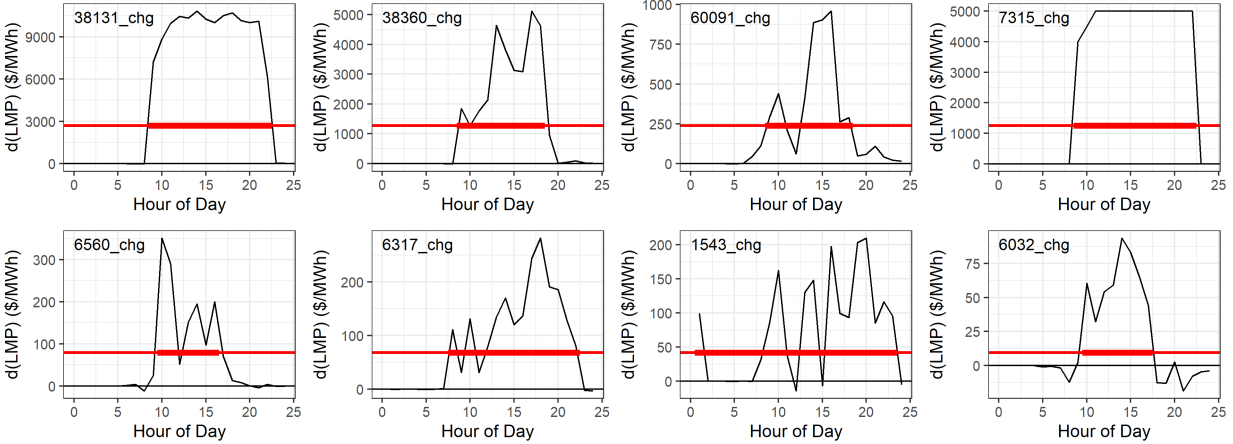 38131_chg
d(LMP) ($/MWh)
10000
9000
6000
3000
0
0 5 10 15 20 25
Hour of Day
38360_chg
d(LMP) ($/MWh)
5000
4000
3000
2000
1000
0
0 5 10 15 20 25
Hour of Day
60091_chg
d(LMP) ($/MWh)
1000
750
500
250
0
0 5 10 15 20 25
Hour of Day
7315_chg
d(LMP) ($/MWh)
5000
4000
3000
2000
1000
0
0 5 10 15 20 25
Hour of Day
6560_chg
d(LMP) ($/MWh)
300
200
100
0
0 5 10 15 20 25
Hour of Day
6317_chg
d(LMP) ($/MWh)
200
100
0
0 5 10 15 20 25
Hour of Day
1543_chg
d(LMP) ($/MWh)
200
150
100
50
0
0 5 10 15 20 25
Hour of Day
6032_chg
d(LMP) ($/MWh)
75
50
25
0
0 5 10 15 20 25
Hour of Day